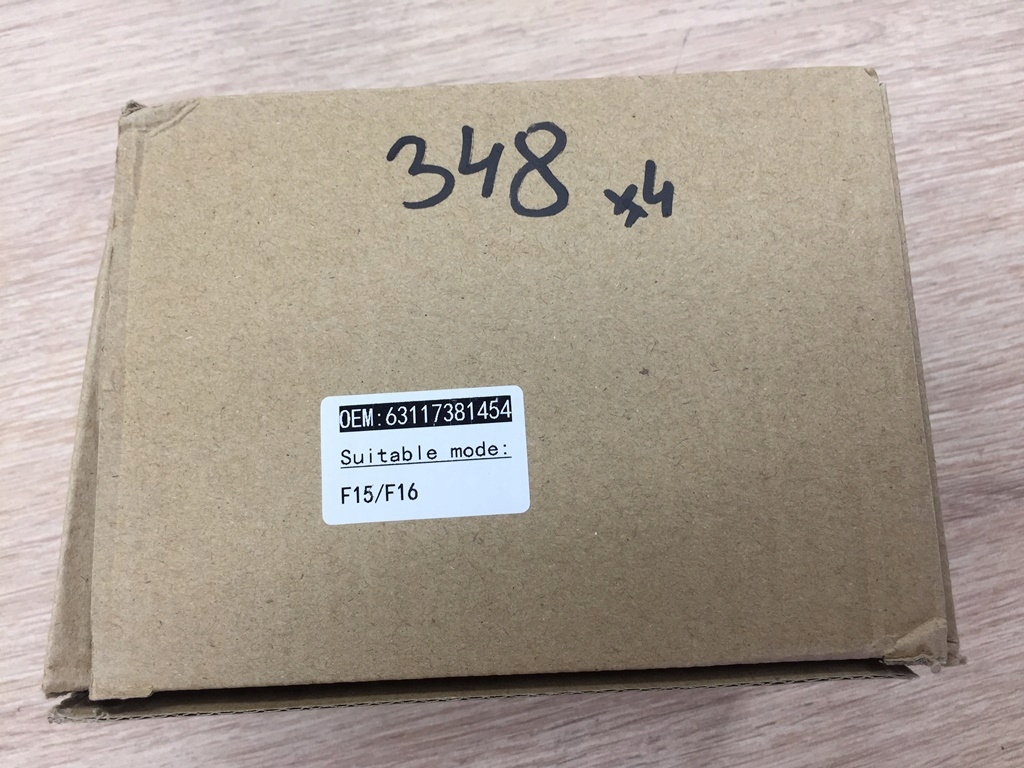 348 x4
OEM:63117381454
Suitable mode:
F15/F16